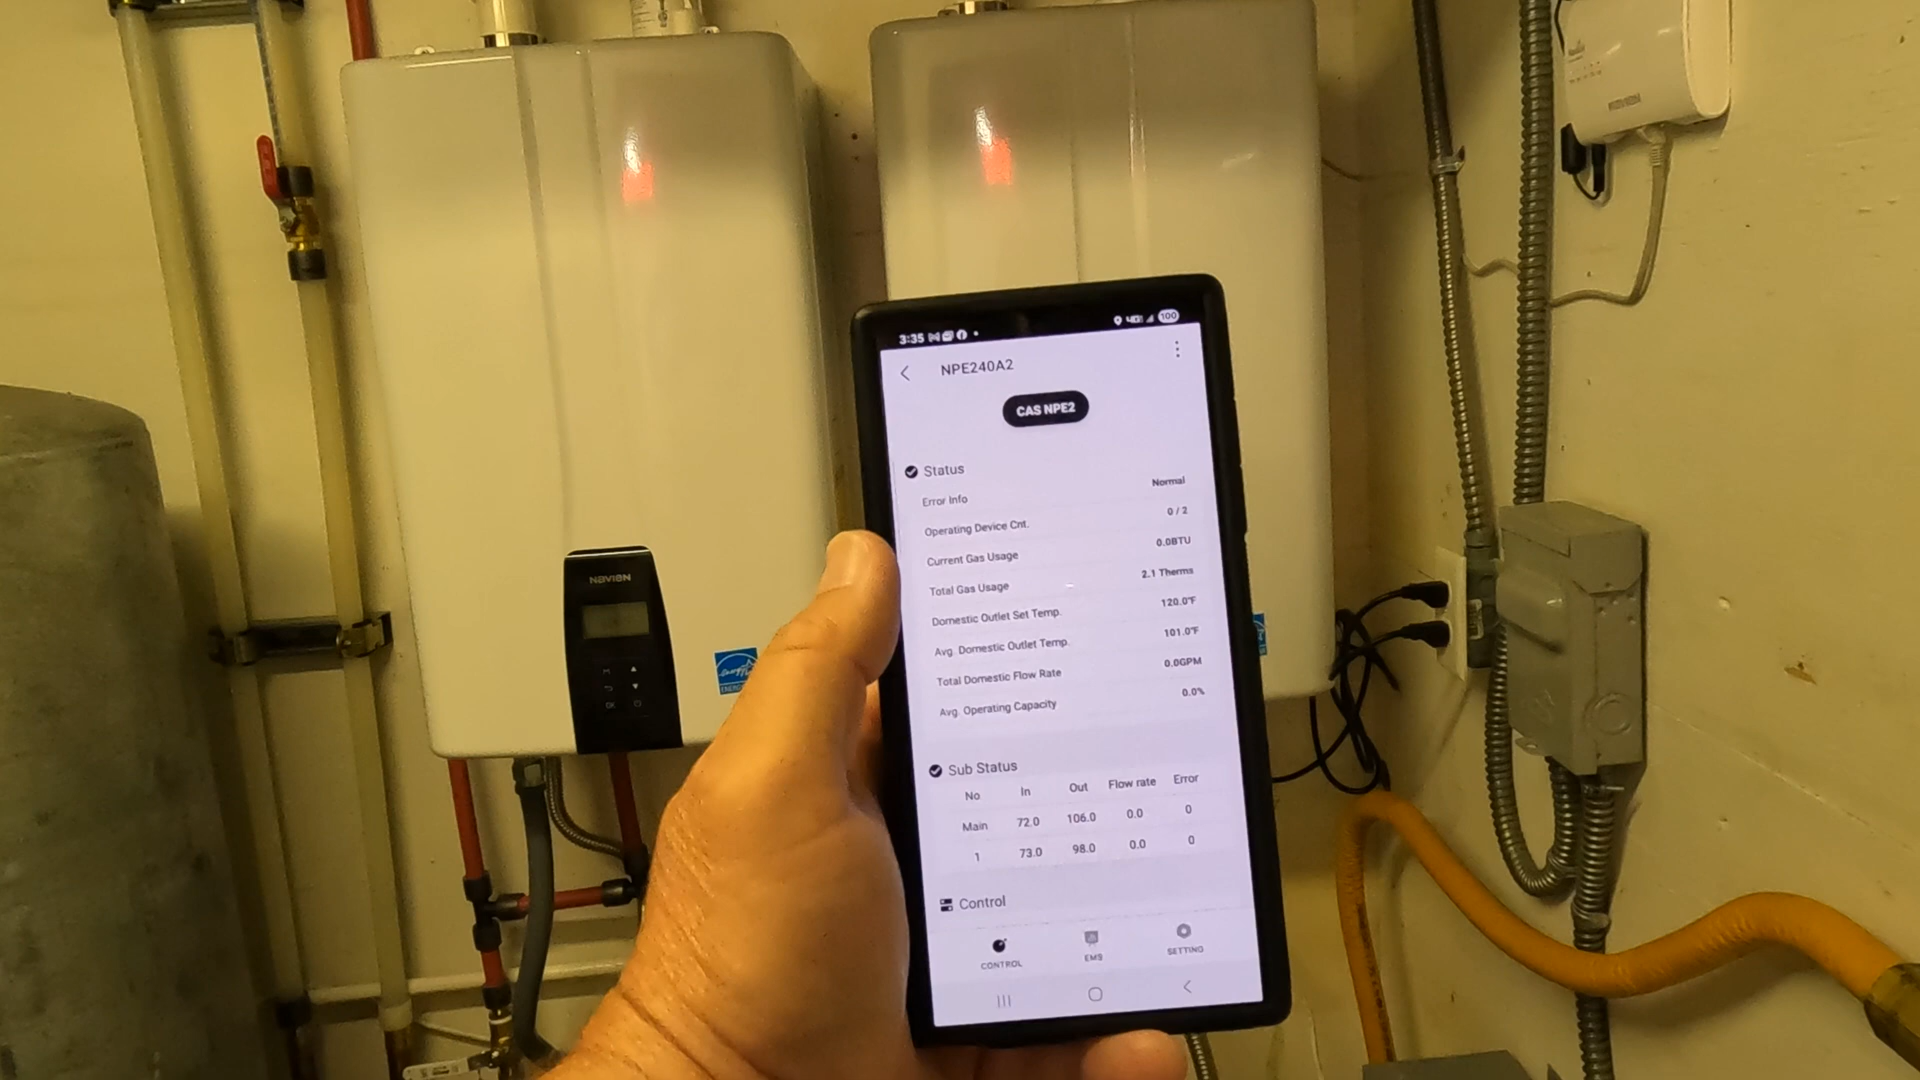 3:35
100
NPE240A2
CAS NPE2
Status
Error Info Normal
Operating Device Cnt. 0 / 2
Current Gas Usage 0.0BTU
Total Gas Usage 2.1 Therms
Domestic Outlet Set Temp. 120.0°F
Avg. Domestic Outlet Temp. 101.0°F
Total Domestic Flow Rate 0.0GPM
Avg. Operating Capacity 0.0%
Sub Status
No In Out Flow rate Error
Main 72.0 106.0 0.0 0
1 73.0 98.0 0.0 0
Control
CONTROL EMS SETTING
NAVIEN
OK